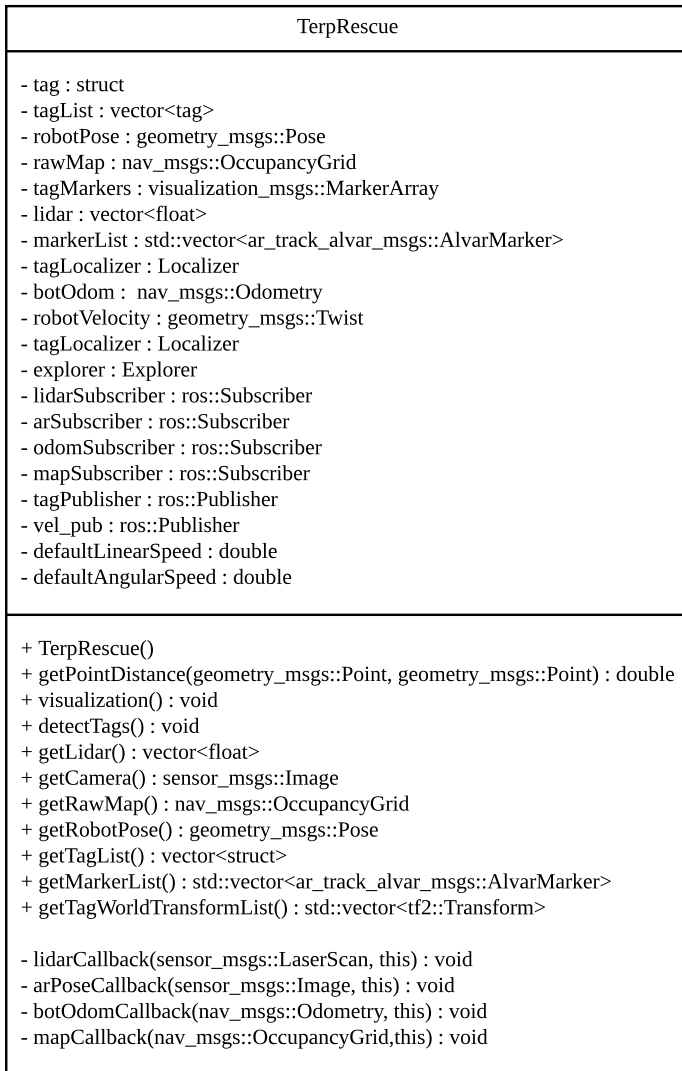 TerpRescue
- tag : struct
- tagList : vector<tag>
- robotPose : geometry_msgs::Pose
- rawMap : nav_msgs::OccupancyGrid
- tagMarkers : visualization_msgs::MarkerArray
- lidar : vector<float>
- markerList : std::vector<ar_track_alvar_msgs::AlvarMarker>
- tagLocalizer : Localizer
- botOdom :  nav_msgs::Odometry
- robotVelocity : geometry_msgs::Twist
- tagLocalizer : Localizer
- explorer : Explorer
- lidarSubscriber : ros::Subscriber
- arSubscriber : ros::Subscriber
- odomSubscriber : ros::Subscriber
- mapSubscriber : ros::Subscriber
- tagPublisher : ros::Publisher
- vel_pub : ros::Publisher
- defaultLinearSpeed : double
- defaultAngularSpeed : double
+ TerpRescue()
+ getPointDistance(geometry_msgs::Point, geometry_msgs::Point) : double
+ visualization() : void
+ detectTags() : void
+ getLidar() : vector<float>
+ getCamera() : sensor_msgs::Image
+ getRawMap() : nav_msgs::OccupancyGrid
+ getRobotPose() : geometry_msgs::Pose
+ getTagList() : vector<struct>
+ getMarkerList() : std::vector<ar_track_alvar_msgs::AlvarMarker>
+ getTagWorldTransformList() : std::vector<tf2::Transform>
- lidarCallback(sensor_msgs::LaserScan, this) : void
- arPoseCallback(sensor_msgs::Image, this) : void
- botOdomCallback(nav_msgs::Odometry, this) : void
- mapCallback(nav_msgs::OccupancyGrid,this) : void